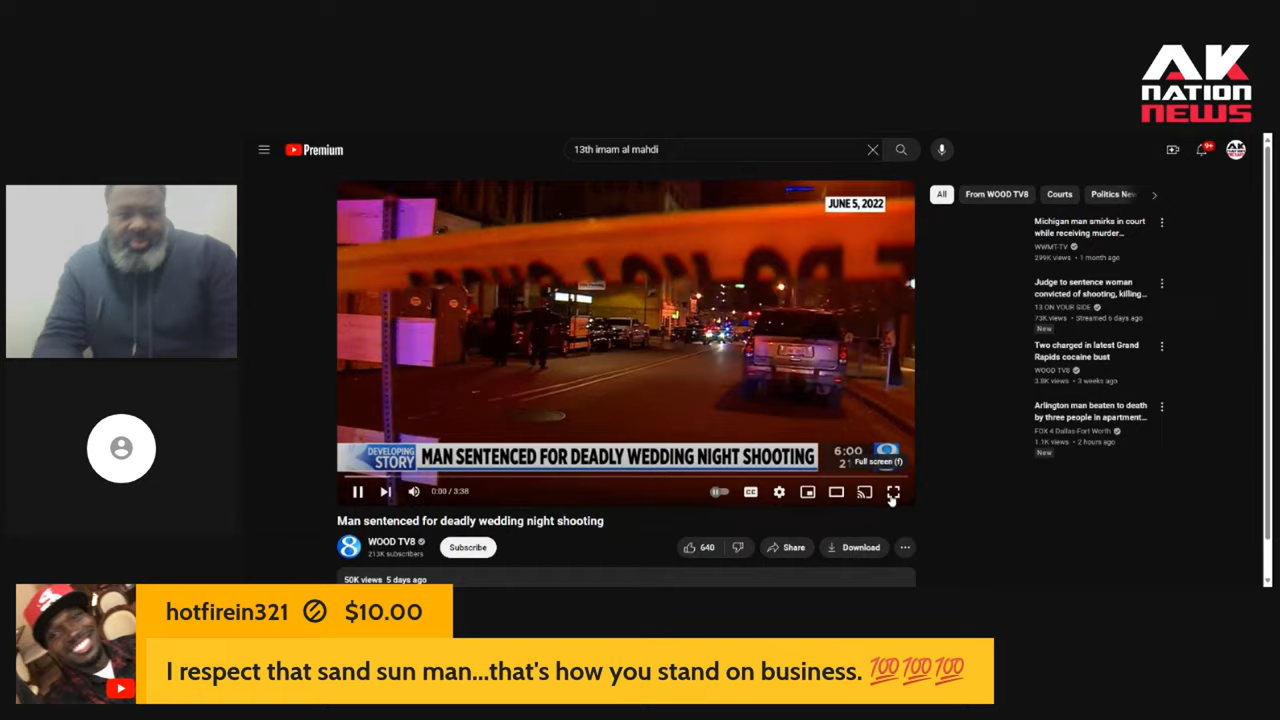 AK
NATION
NEWS
Premium
13th imam al mahdi
9+
JUNE 5, 2022
DEVELOPING
STORY
MAN SENTENCED FOR DEADLY WEDDING NIGHT SHOOTING
6:00
Full screen (f)
0:00 / 3:38
CC
Man sentenced for deadly wedding night shooting
8
WOOD TV8
213K subscribers
Subscribe
640
Share
Download
50K views 5 days ago
All
From WOOD TV8
Courts
Politics Ne
Michigan man smirks in court
while receiving murder...
WWMT-TV
299K views • 1 month ago
Judge to sentence woman
convicted of shooting, killing...
13 ON YOUR SIDE
73K views • Streamed 6 days ago
New
Two charged in latest Grand
Rapids cocaine bust
WOOD TV8
3.8K views • 3 weeks ago
Arlington man beaten to death
by three people in apartment...
FOX 4 Dallas-Fort Worth
1.1K views • 2 hours ago
New
hotfirein321 $10.00
I respect that sand sun man...that's how you stand on business. 💯💯💯